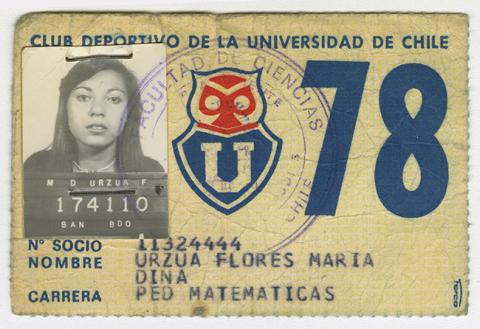 CLUB DEPORTIVO DE LA UNIVERSIDAD DE CHILE
FACULTAD DE CIENCIAS
CHILE
78
U
M D URZUA F
174110
SAN BDO
Nº SOCIO 11324444
NOMBRE URZUA FLORES MARIA
DINA
CARRERA PED MATEMATICAS